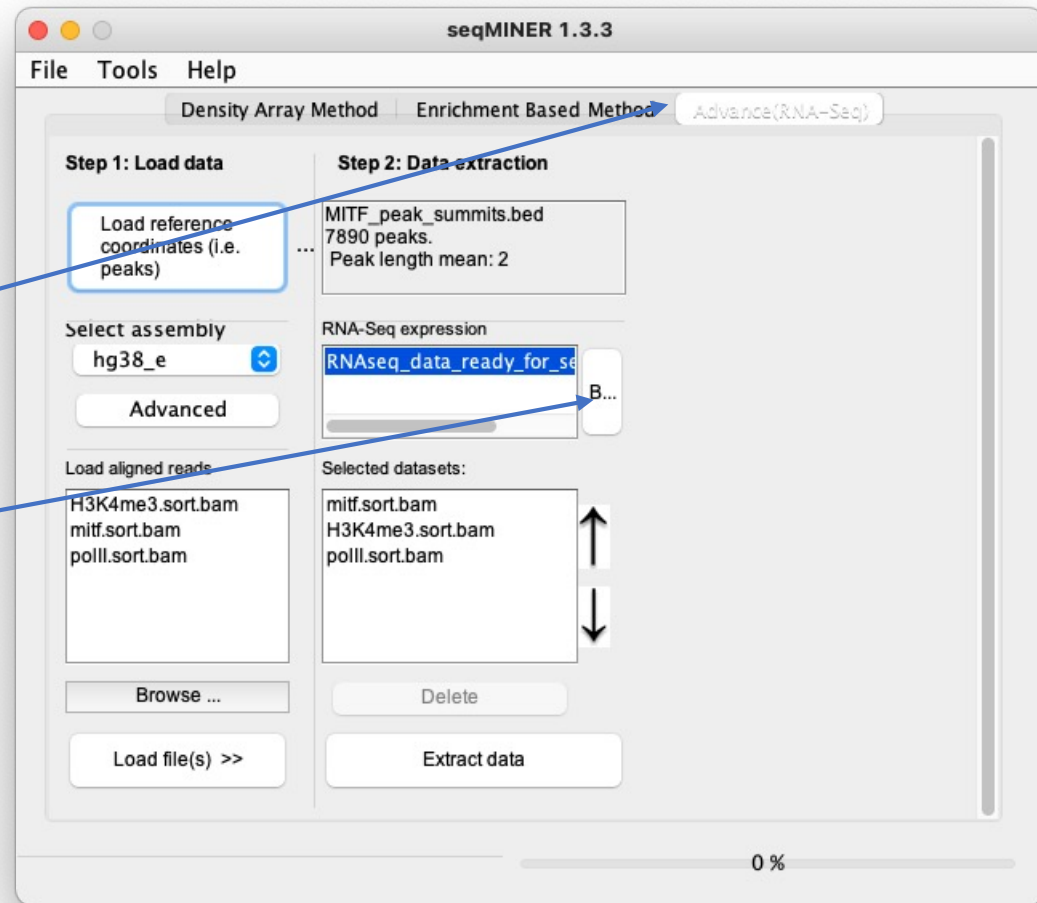 seqMINER 1.3.3
File Tools Help
Density Array Method Enrichment Based Method Advance(RNA-Seq)
Step 1: Load data
Load reference
coordinates (i.e.
peaks)
...
Step 2: Data extraction
MITF_peak_summits.bed
7890 peaks.
Peak length mean: 2
Select assembly
hg38_e
Advanced
RNA-Seq expression
RNAseq_data_ready_for_se
B...
Load aligned reads
H3K4me3.sort.bam
mitf.sort.bam
polII.sort.bam
Browse ...
Load file(s) >>
Selected datasets:
mitf.sort.bam
H3K4me3.sort.bam
polII.sort.bam
Delete
Extract data
0 %